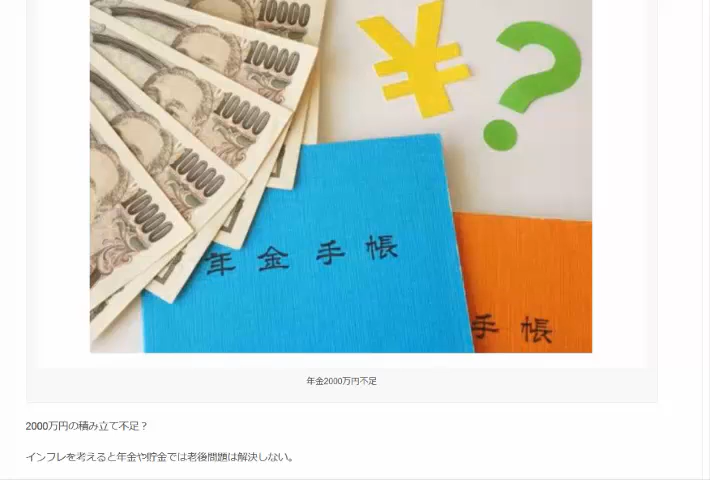 10000
10000
10000
10000
10000
¥?
年金手帳
手帳
年金2000万円不足
2000万円の積み立て不足？
インフレを考えると年金や貯金では老後問題は解決しない。